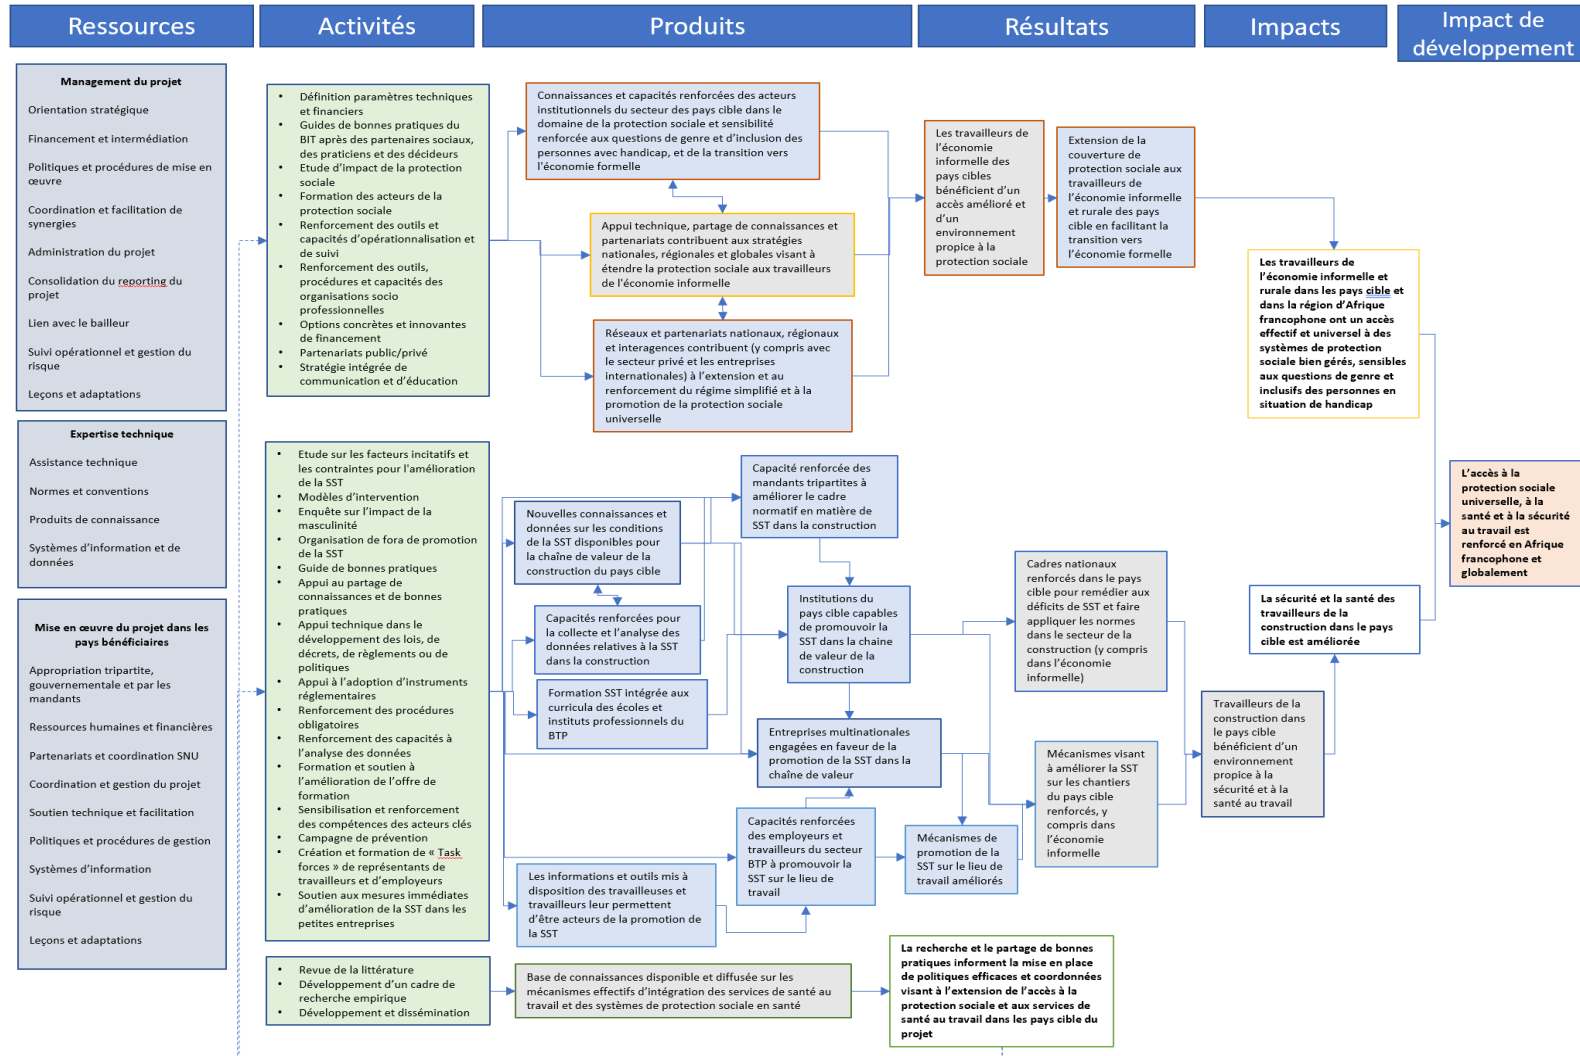 Ressources
Activités
Produits
Résultats
Impacts
Impact de
développement
Management du projet
Orientation stratégique
Financement et intermédiation
Politiques et procédures de mise en
œuvre
Coordination et facilitation de
synergies
Administration du projet
Consolidation du reporting du
projet
Lien avec le bailleur
Suivi opérationnel et gestion du
risque
Leçons et adaptations
Expertise technique
Assistance technique
Normes et conventions
Produits de connaissance
Systèmes d'information et de
données
Mise en œuvre du projet dans les
pays bénéficiaires
Appropriation tripartite,
gouvernementale et par les
mandants
Ressources humaines et financières
Partenariats et coordination SNU
Coordination et gestion du projet
Soutien technique et facilitation
Politiques et procédures de gestion
Systèmes d'information
Suivi opérationnel et gestion du
risque
Leçons et adaptations
• Définition paramètres techniques
et financiers
• Guides de bonnes pratiques du
BIT après des partenaires sociaux,
des praticiens et des décideurs
• Etude d'impact de la protection
sociale
• Formation des acteurs de la
protection sociale
• Renforcement des outils et
capacités d'opérationnalisation et
de suivi
• Renforcement des outils,
procédures et capacités des
organisations socio
professionnelles
• Options concrètes et innovantes
de financement
• Partenariats public/privé
• Stratégie intégrée de
communication et d'éducation
• Etude sur les facteurs incitatifs et
les contraintes pour l'amélioration
de la SST
• Modèles d'intervention
• Enquête sur l'impact de la
masculinité
• Organisation de fora de promotion
de la SST
• Guide de bonnes pratiques
• Appui au partage de
connaissances et de bonnes
pratiques
• Appui technique dans le
développement des lois, de
décrets, de règlements ou de
politiques
• Appui à l'adoption d'instruments
réglementaires
• Renforcement des procédures
obligatoires
• Renforcement des capacités à
l'analyse des données
• Formation et soutien à
l'amélioration de l'offre de
formation
• Sensibilisation et renforcement
des compétences des acteurs clés
• Campagne de prévention
• Création et formation de « Task
forces » de représentants de
travailleurs et d'employeurs
• Soutien aux mesures immédiates
d'amélioration de la SST dans les
petites entreprises
• Revue de la littérature
• Développement d'un cadre de
recherche empirique
• Développement et dissémination
Connaissances et capacités renforcées des acteurs
institutionnels du secteur des pays cible dans le
domaine de la protection sociale et sensibilité
renforcée aux questions de genre et d'inclusion des
personnes avec handicap, et de la transition vers
l'économie formelle
Appui technique, partage de connaissances et
partenariats contribuent aux stratégies
nationales, régionales et globales visant à
étendre la protection sociale aux travailleurs
de l'économie informelle
Réseaux et partenariats nationaux, régionaux
et interagences contribuent (y compris avec
le secteur privé et les entreprises
internationales) à l'extension et au
renforcement du régime simplifié et à la
promotion de la protection sociale
universelle
Nouvelles connaissances et
données sur les conditions
de la SST disponibles pour
la chaîne de valeur de la
construction du pays cible
Capacités renforcées pour
la collecte et l'analyse des
données relatives à la SST
dans la construction
Formation SST intégrée aux
curricula des écoles et
instituts professionnels du
BTP
Les informations et outils mis à
disposition des travailleuses et
travailleurs leur permettent
d'être acteurs de la promotion de
la SST
Capacité renforcée des
mandants tripartites à
améliorer le cadre
normatif en matière de
SST dans la construction
Institutions du
pays cible capables
de promouvoir la
SST dans la chaine
de valeur de la
construction
Entreprises multinationales
engagées en faveur de la
promotion de la SST dans la
chaîne de valeur
Capacités renforcées
des employeurs et
travailleurs du secteur
BTP à promouvoir la
SST sur le lieu de
travail
Base de connaissances disponible et diffusée sur les
mécanismes effectifs d'intégration des services de santé au
travail et des systèmes de protection sociale en santé
Les travailleurs de
l'économie
informelle des
pays cibles
bénéficient d'un
accès amélioré et
d'un
environnement
propice à la
protection sociale
Extension de la
couverture de
protection sociale aux
travailleurs de
l'économie informelle
et rurale des pays
cible en facilitant la
transition vers
l'économie formelle
Cadres nationaux
renforcés dans le pays
cible pour remédier aux
déficits de SST et faire
appliquer les normes
dans le secteur de la
construction (y compris
dans l'économie
informelle)
Mécanismes visant
à améliorer la SST
sur les chantiers
du pays cible
renforcés, y
compris dans
l'économie
informelle
Mécanismes de
promotion de la
SST sur le lieu de
travail améliorés
La recherche et le partage de bonnes
pratiques informent la mise en place
de politiques efficaces et coordonnées
visant à l'extension de l'accès à la
protection sociale et aux services de
santé au travail dans les pays cible du
projet
Les travailleurs de
l'économie informelle et
rurale dans les pays cible et
dans la région d'Afrique
francophone ont un accès
effectif et universel à des
systèmes de protection
sociale bien gérés, sensibles
aux questions de genre et
inclusifs des personnes en
situation de handicap
La sécurité et la santé des
travailleurs de la
construction dans le pays
cible est améliorée
Travailleurs de la
construction dans
le pays cible
bénéficient d'un
environnement
propice à la
sécurité et à la
santé au travail
L'accès à la
protection sociale
universelle, à la
santé et à la sécurité
au travail est
renforcé en Afrique
francophone et
globalement